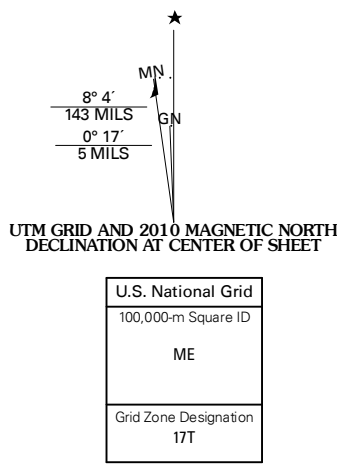 ★
MN
8° 4´
143 MILS
GN
0° 17´
5 MILS
UTM GRID AND 2010 MAGNETIC NORTH
DECLINATION AT CENTER OF SHEET
U.S. National Grid
100,000-m Square ID
ME
Grid Zone Designation
17T